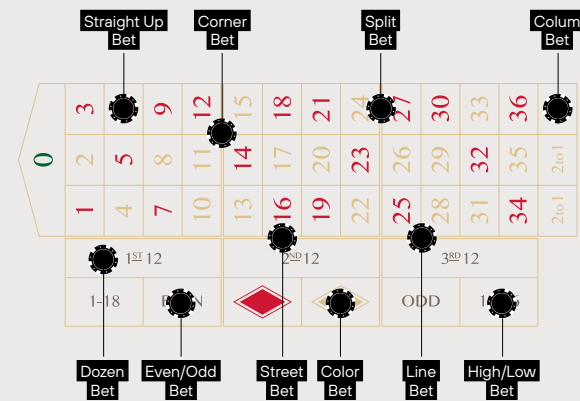 Straight Up
Bet
Corner
Bet
Split
Bet
Colum
Bet
3 9 12 15 18 21 24 27 30 33 36
0 2 5 8 11 14 17 20 23 26 29 32 35 2to1
1 4 7 10 13 16 19 22 25 28 31 34 2to1
1ST 12 2ND 12 3RD 12
1-18 ODD
Dozen
Bet
Even/Odd
Bet
Street
Bet
Color
Bet
Line
Bet
High/Low
Bet